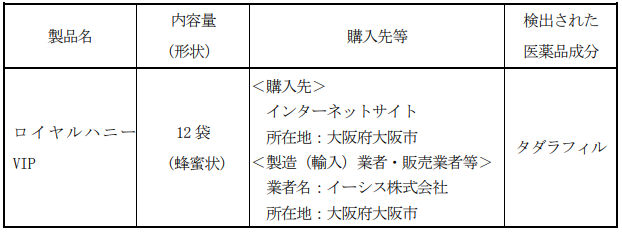 製品名
内容量
(形状)
購入先等
検出された
医薬品成分
ロイヤルハニー
VIP
12袋
(蜂蜜状)
＜購入先＞
インターネットサイト
所在地：大阪府大阪市
＜製造（輸入）業者・販売業者等＞
業者名：イーシス株式会社
所在地：大阪府大阪市
タダラフィル